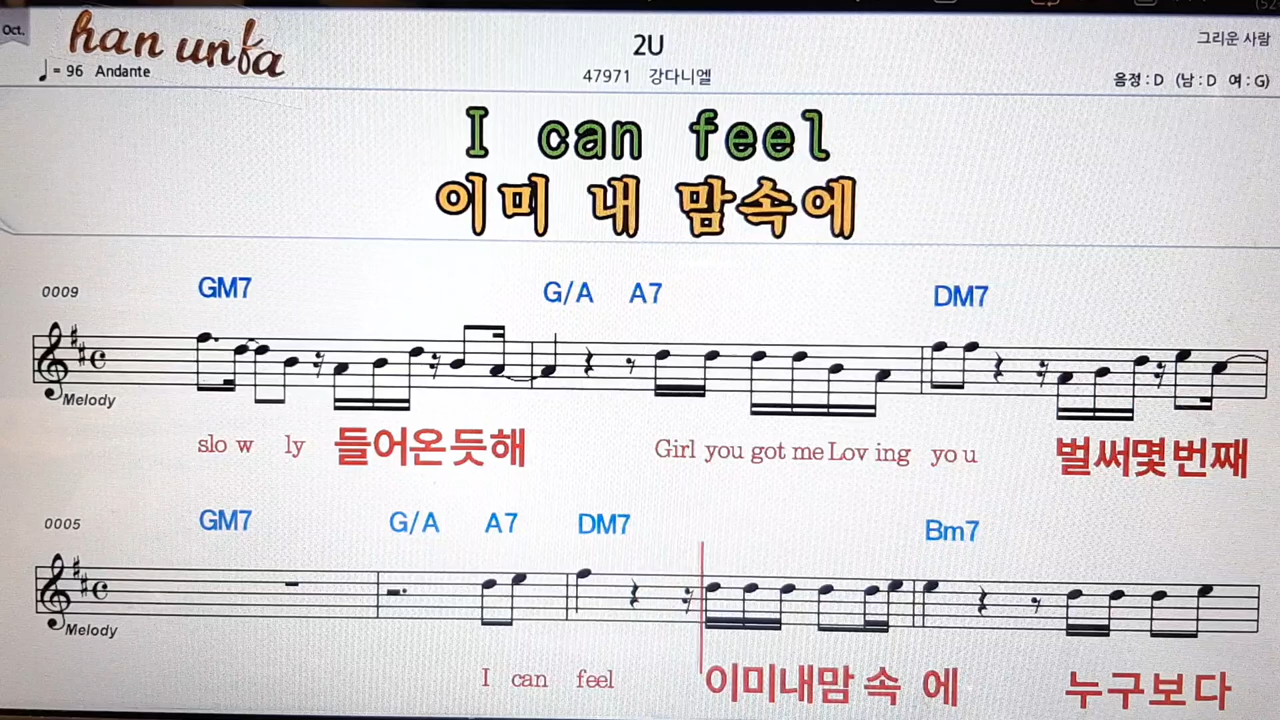 Oct.
han unfa
2U
그리운 사람
♩ = 96 Andante
47971 강다니엘
음정 : D (남 : D 여 : G)
I can feel
이미 내 맘속에
0009
GM7 G/A A7 DM7
Melody
slo w ly 들어온듯해 Girl you got me Lov ing yo u 벌써몇번째
0005
GM7 G/A A7 DM7 Bm7
Melody
I can feel 이미내맘 속 에 누구보다